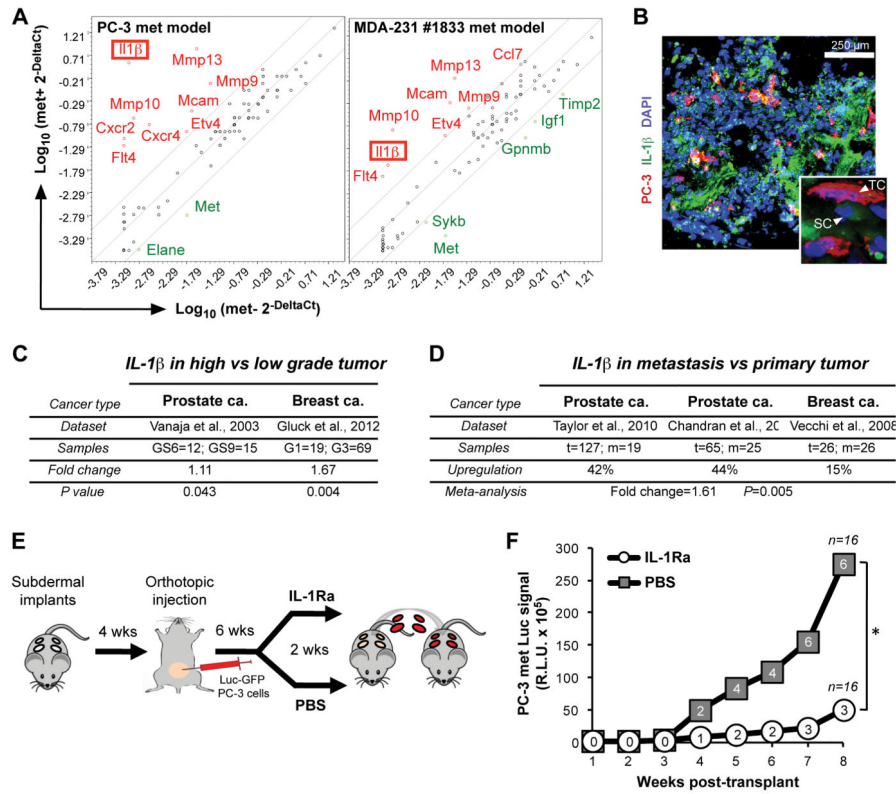 A
PC-3 met model
MDA-231 #1833 met model
Log10 (met+ 2-DeltaCt)
1.21
0.71
0.21
-0.21
-0.29
-0.79
-1.29
-1.79
-2.29
-2.79
-3.29
Il1β
Mmp13
Mmp9
Mmp10
Mcam
Cxcr2
Cxcr4
Etv4
Flt4
Met
Elane
Ccl7
Mmp13
Mcam
Mmp9
Timp2
Mmp10
Etv4
Igf1
Il1β
Gpnmb
Flt4
Sykb
Met
-3.79 -3.29 -2.79 -2.29 -1.79 -1.29 -0.79 -0.29 -0.21 0.71 1.21
-3.79 -3.29 -2.79 -2.29 -1.79 -1.29 -0.79 -0.29 -0.21 0.71 1.21
Log10 (met- 2-DeltaCt)
B
250 µm
PC-3 IL-1β DAPI
TC
SC
C
IL-1β in high vs low grade tumor
Cancer type Prostate ca. Breast ca.
Dataset Vanaja et al., 2003 Gluck et al., 2012
Samples GS6=12; GS9=15 G1=19; G3=69
Fold change 1.11 1.67
P value 0.043 0.004
D
IL-1β in metastasis vs primary tumor
Cancer type Prostate ca. Prostate ca. Breast ca.
Dataset Taylor et al., 2010 Chandran et al., 20 Vecchi et al., 2008
Samples t=127; m=19 t=65; m=25 t=26; m=26
Upregulation 42% 44% 15%
Meta-analysis Fold change=1.61 P=0.005
E
Subdermal
implants
4 wks
Orthotopic
injection
6 wks
Luc-GFP
PC-3 cells
IL-1Ra
2 wks
PBS
F
PC-3 met Luc signal
(R.L.U. x 10⁵)
300
250
200
150
100
50
0
IL-1Ra
PBS
n=16
6
*
6
4
4
2
n=16
3
3
2
2
1
0 0 0
1 2 3 4 5 6 7 8
Weeks post-transplant